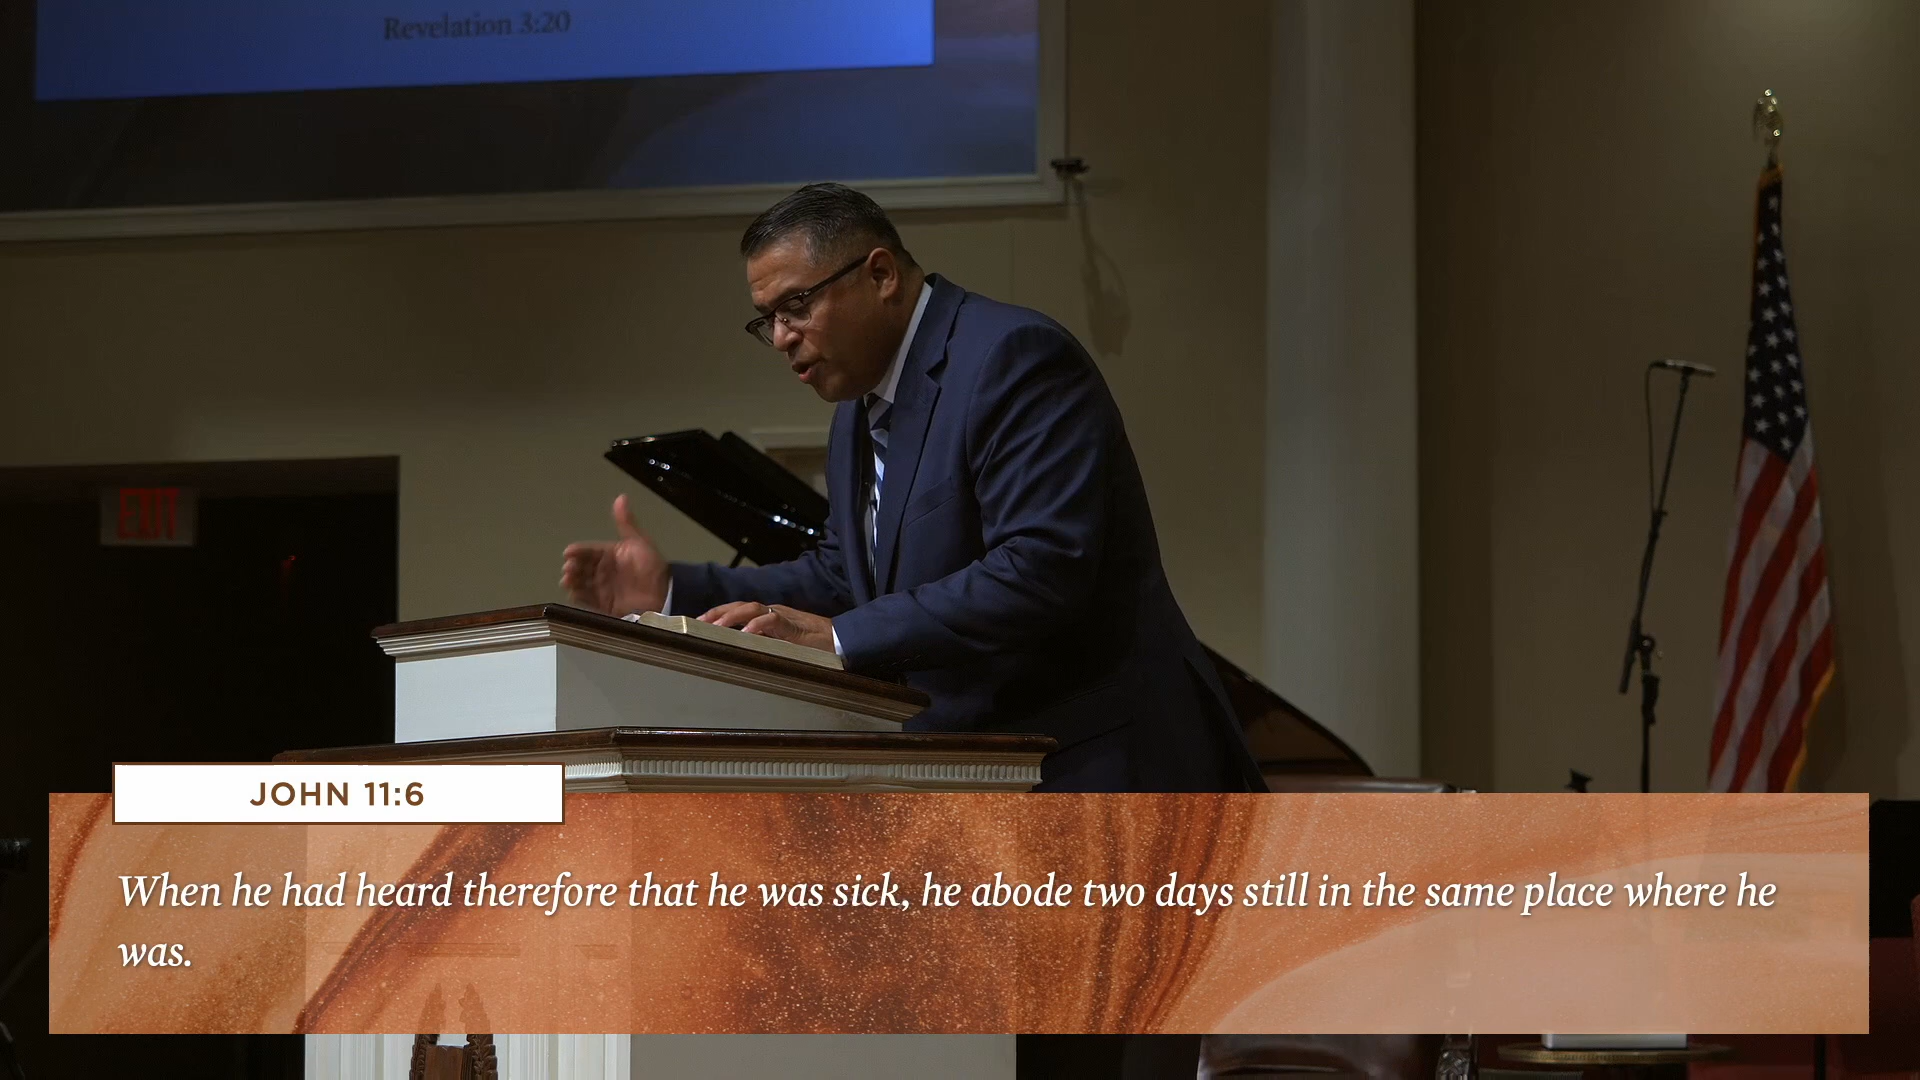 Revelation 3:20
EXIT
JOHN 11:6
When he had heard therefore that he was sick, he abode two days still in the same place where he
was.